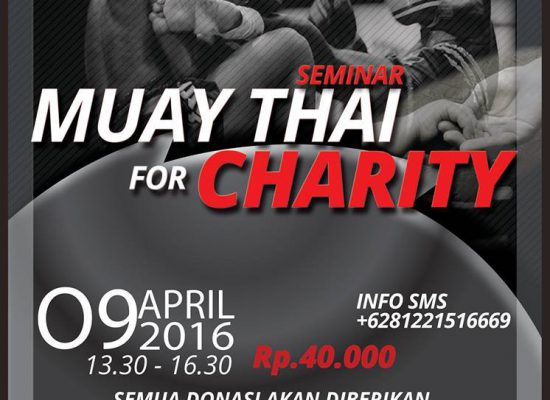 SEMINAR
MUAY THAI
FOR CHARITY
09 APRIL
2016
13.30 - 16.30
Rp.40.000
INFO SMS
+6281221516669
SEMUA DONASI AKAN DIBERIKAN